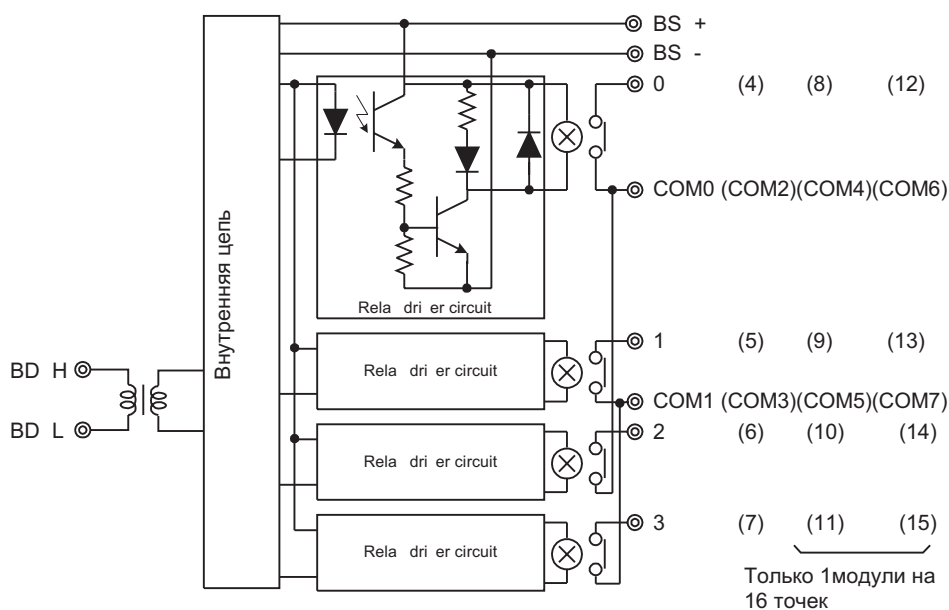 BS +
BS -
0 (4) (8) (12)
COM0 (COM2)(COM4)(COM6)
Внутренняя цепь
Rela dri er circuit
1 (5) (9) (13)
Rela dri er circuit
BD H
COM1 (COM3)(COM5)(COM7)
BD L
2 (6) (10) (14)
Rela dri er circuit
3 (7) (11) (15)
Rela dri er circuit
Только 1модули на
16 точек